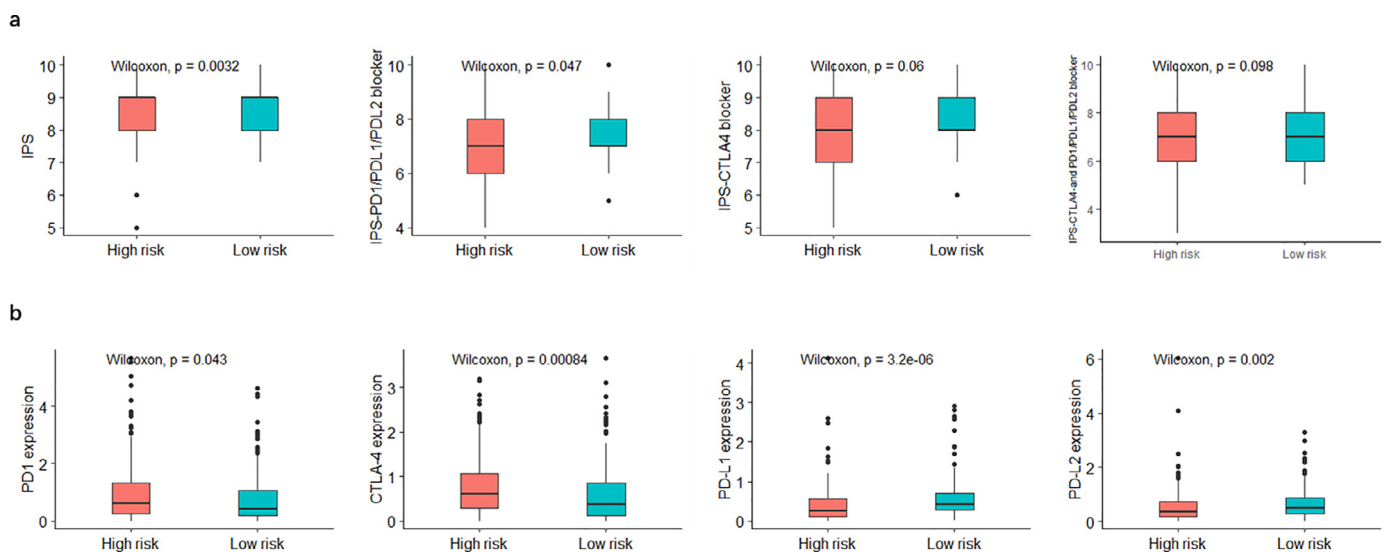 a
Wilcoxon, p = 0.0032
Wilcoxon, p = 0.047
Wilcoxon, p = 0.06
Wilcoxon, p = 0.098
IPS
10
9
8
7
6
5
High risk
Low risk
IPS-PD1/PDL1/PDL2 blocker
10
8
6
4
High risk
Low risk
IPS-CTLA4 blocker
10
9
8
7
6
5
High risk
Low risk
IPS-CTLA4-and PD1/PDL1/PDL2 blocker
10
8
6
4
High risk
Low risk
b
Wilcoxon, p = 0.043
Wilcoxon, p = 0.00084
Wilcoxon, p = 3.2e-06
Wilcoxon, p = 0.002
PD1 expression
4
2
0
High risk
Low risk
CTLA-4 expression
3
2
1
0
High risk
Low risk
PD-L1 expression
4
3
2
1
0
High risk
Low risk
PD-L2 expression
6
4
2
0
High risk
Low risk